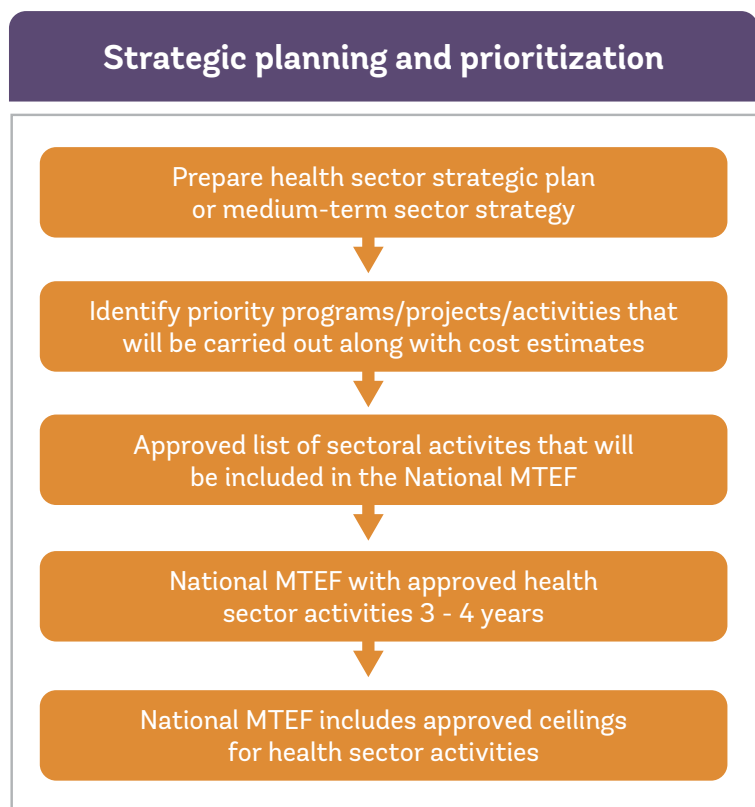 Strategic planning and prioritization
Prepare health sector strategic plan
or medium-term sector strategy
Identify priority programs/projects/activities that
will be carried out along with cost estimates
Approved list of sectoral activites that will
be included in the National MTEF
National MTEF with approved health
sector activities 3 - 4 years
National MTEF includes approved ceilings
for health sector activities